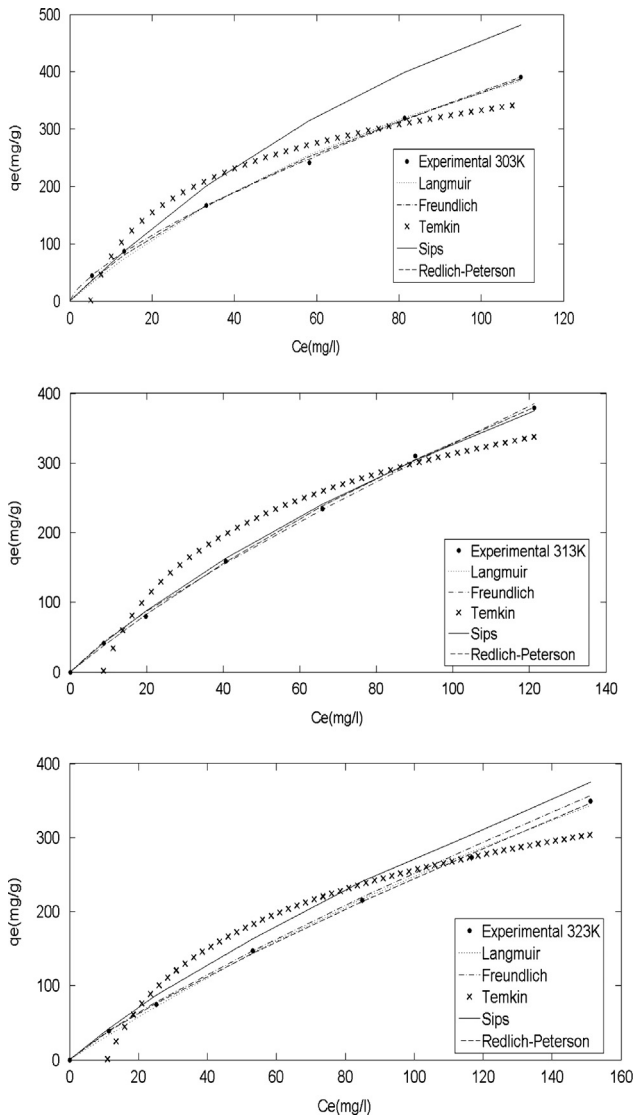 500
400
300
200
100
0
qe(mg/g)
Experimental 303K
Langmuir
Freundlich
Temkin
Sips
Redlich-Peterson
0 20 40 60 80 100 120
Ce(mg/l)
400
300
200
100
0
qe(mg/g)
Experimental 313K
Langmuir
Freundlich
Temkin
Sips
Redlich-Peterson
0 20 40 60 80 100 120 140
Ce(mg/l)
400
300
200
100
0
qe(mg/g)
Experimental 323K
Langmuir
Freundlich
Temkin
Sips
Redlich-Peterson
0 20 40 60 80 100 120 140 160
Ce(mg/l)